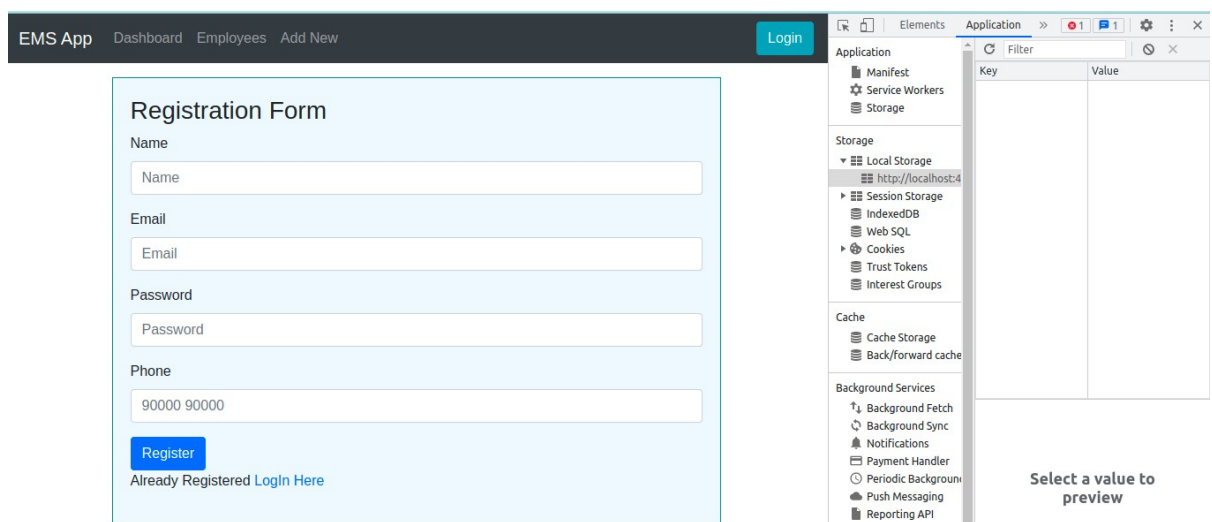 EMS App Dashboard Employees Add New Login
Registration Form
Name
Name
Email
Email
Password
Password
Phone
90000 90000
Register
Already Registered LogIn Here
Elements Application » 1 1
Application
Manifest
Service Workers
Storage
Storage
Local Storage
http://localhost:4
Session Storage
IndexedDB
Web SQL
Cookies
Trust Tokens
Interest Groups
Cache
Cache Storage
Back/forward cache
Background Services
Background Fetch
Background Sync
Notifications
Payment Handler
Periodic Backgroun
Push Messaging
Reporting API
Filter
Key Value
Select a value to
preview